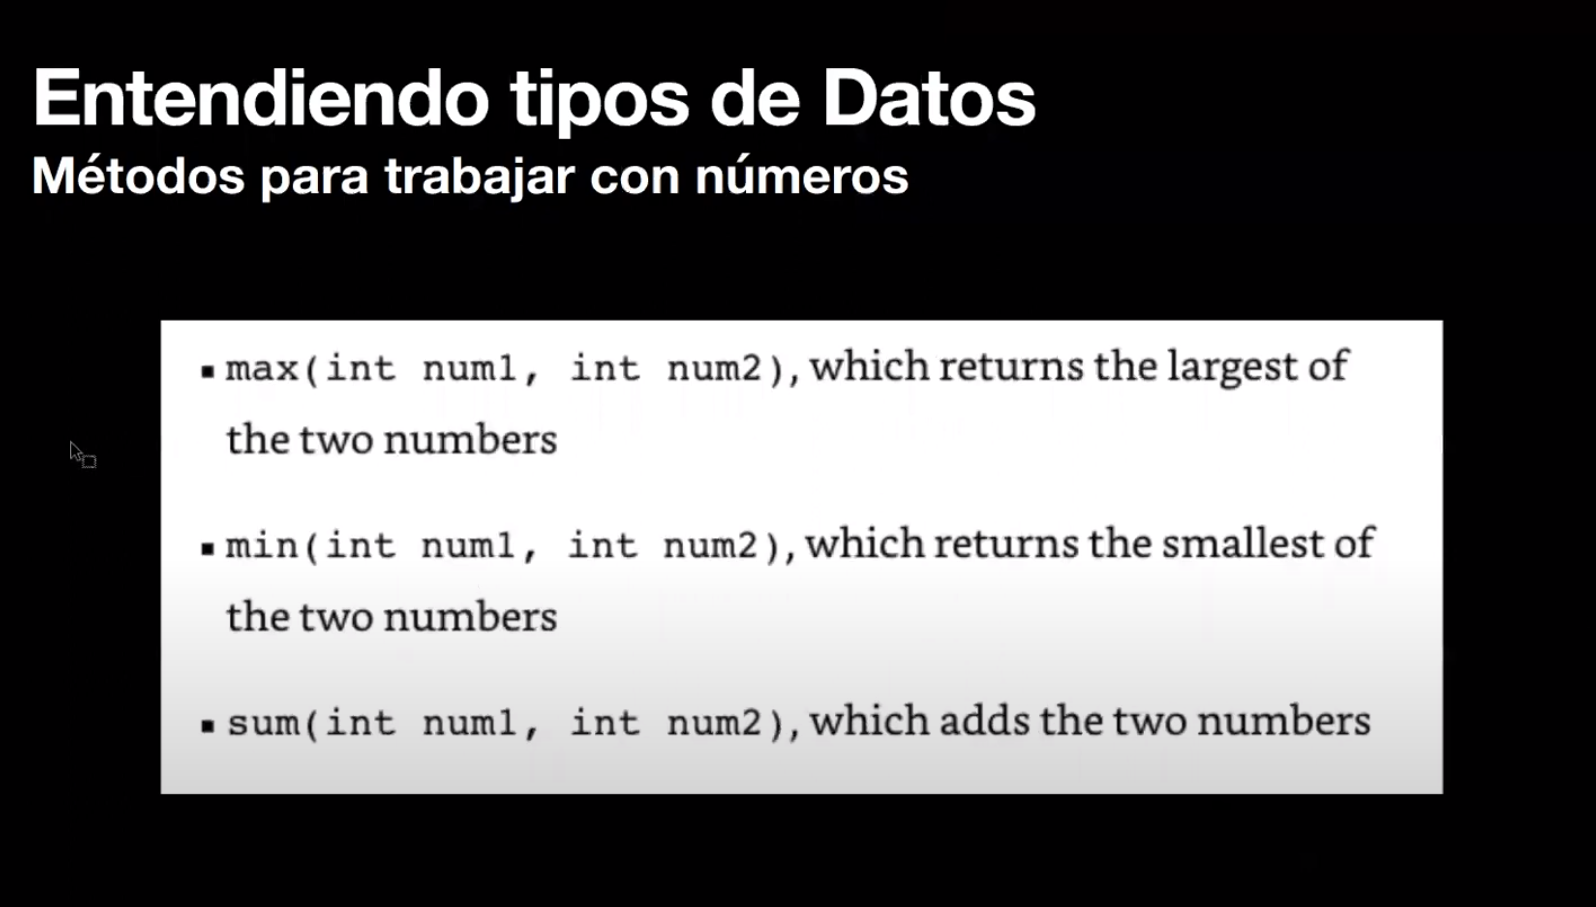 Entendiendo tipos de Datos
Métodos para trabajar con números
▪ max(int num1, int num2), which returns the largest of
the two numbers
▪ min(int num1, int num2), which returns the smallest of
the two numbers
▪ sum(int num1, int num2), which adds the two numbers